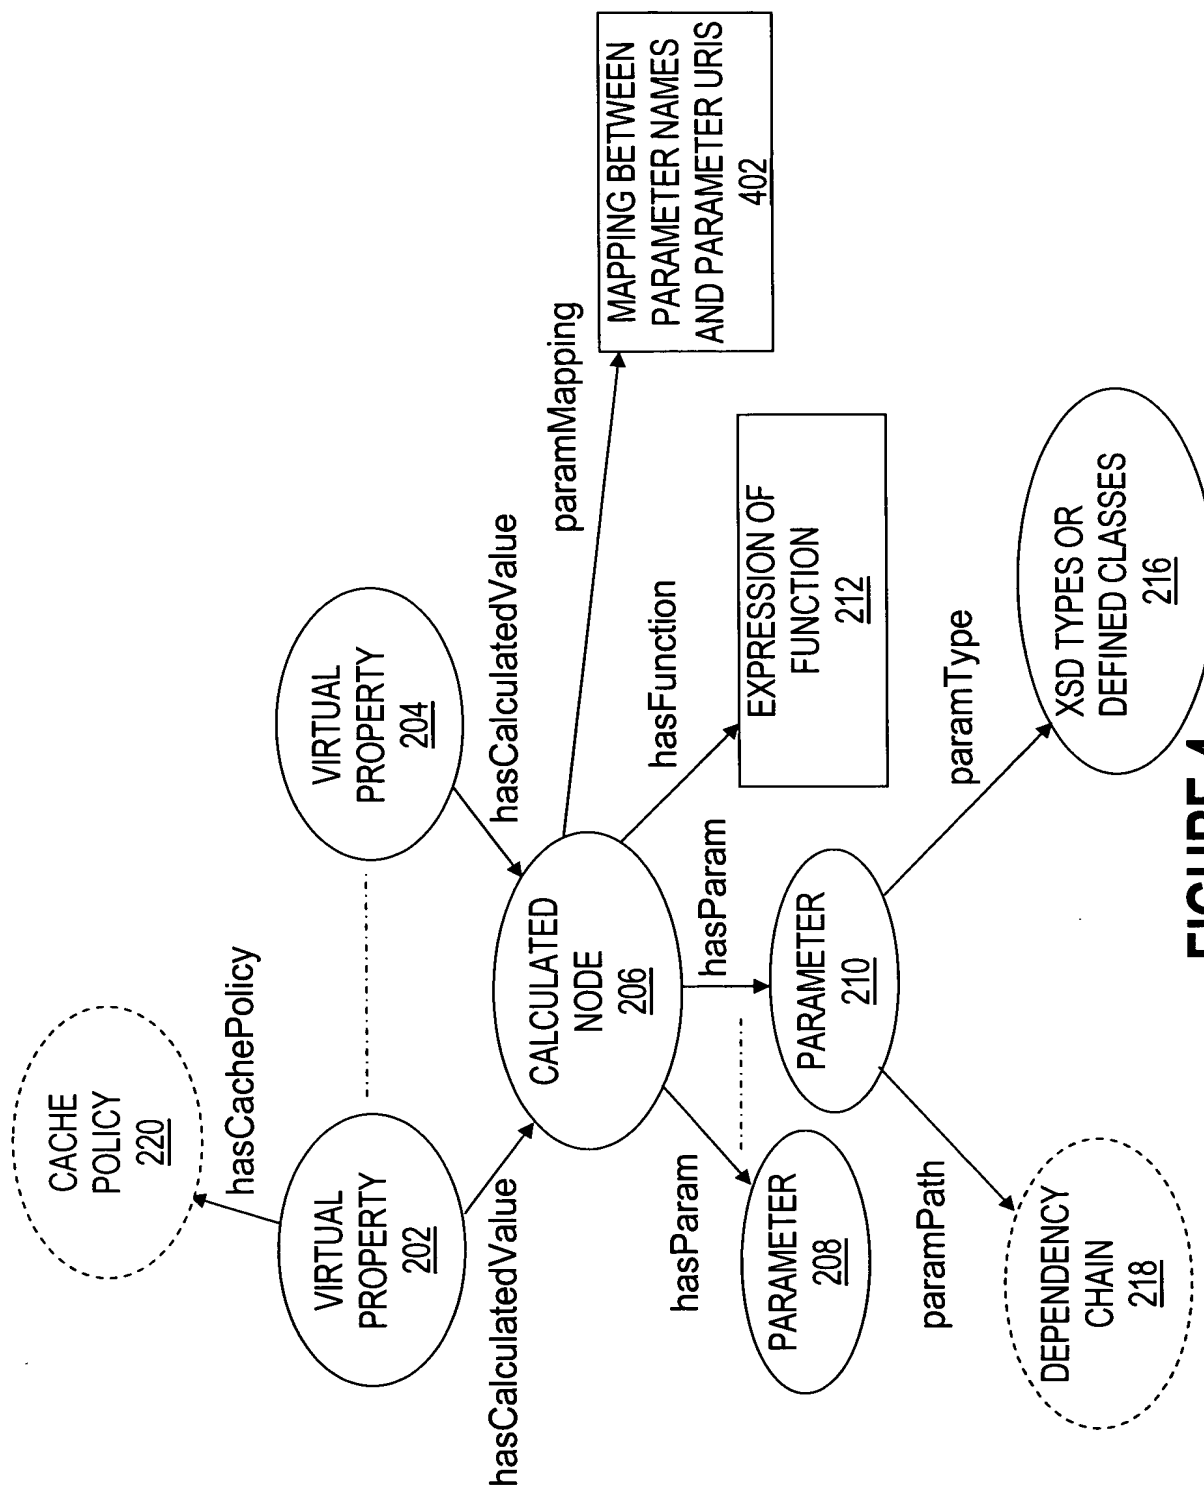 CACHE
POLICY
220
hasCachePolicy
VIRTUAL
PROPERTY
202
VIRTUAL
PROPERTY
204
hasCalculatedValue
hasCalculatedValue
CALCULATED
NODE
206
paramMapping
MAPPING BETWEEN
PARAMETER NAMES
AND PARAMETER URIS
402
hasParam
hasParam
hasFunction
PARAMETER
208
PARAMETER
210
EXPRESSION OF
FUNCTION
212
paramPath
paramType
DEPENDENCY
CHAIN
218
XSD TYPES OR
DEFINED CLASSES
216
FIGURE 4